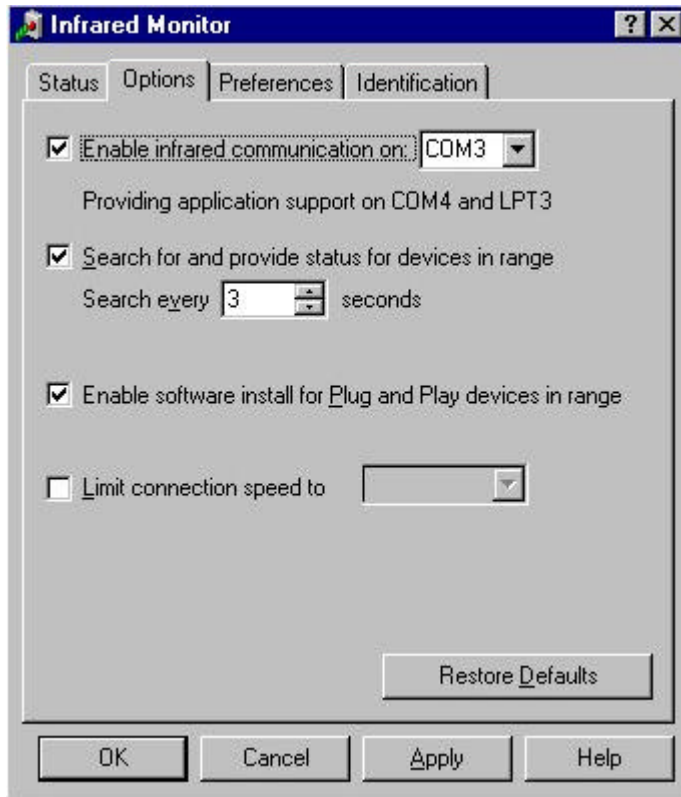 Infrared Monitor
Status Options Preferences Identification
Enable infrared communication on: COM3
Providing application support on COM4 and LPT3
Search for and provide status for devices in range
Search every 3 seconds
Enable software install for Plug and Play devices in range
Limit connection speed to
Restore Defaults
OK Cancel Apply Help